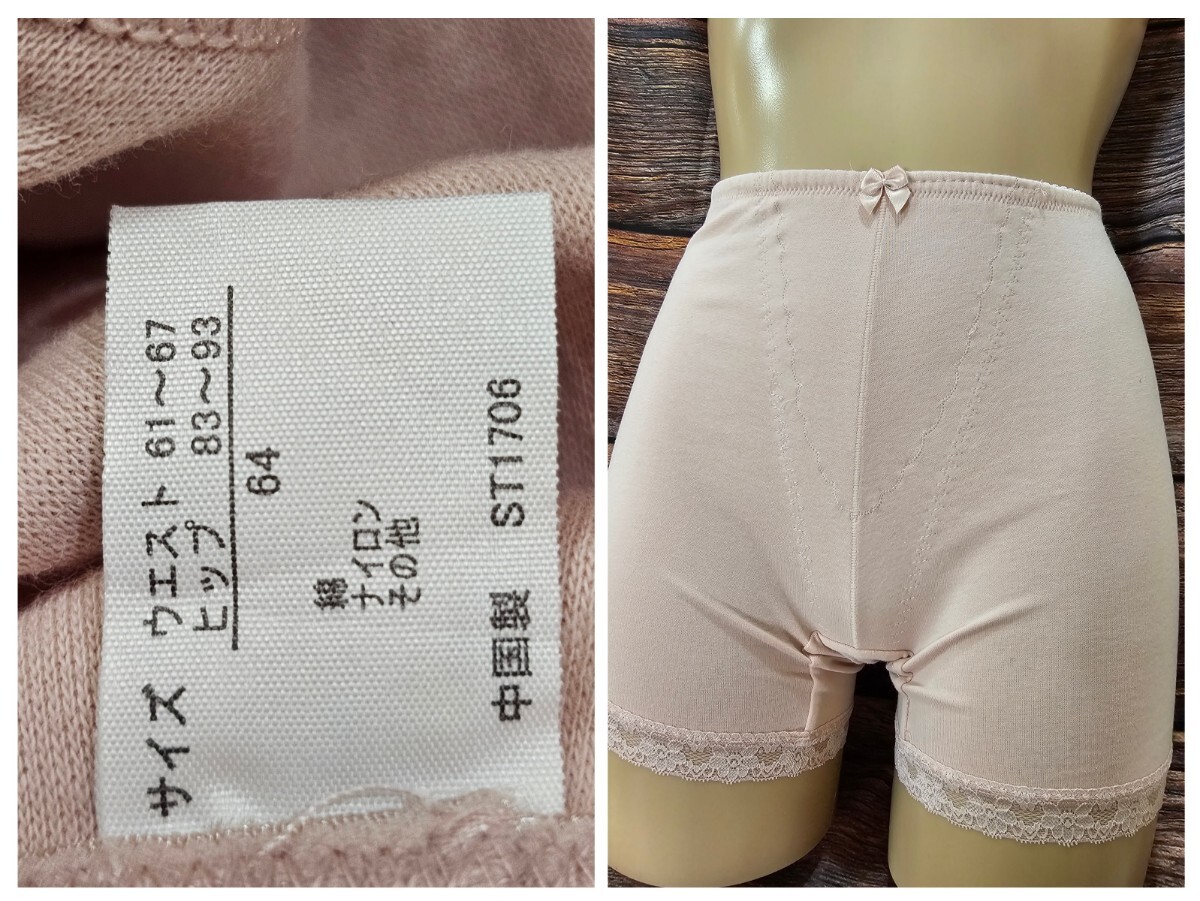 サイズ ウエスト 61～67
ヒップ 83～93
64
綿
ナイロン
その他
中国製 ST1706